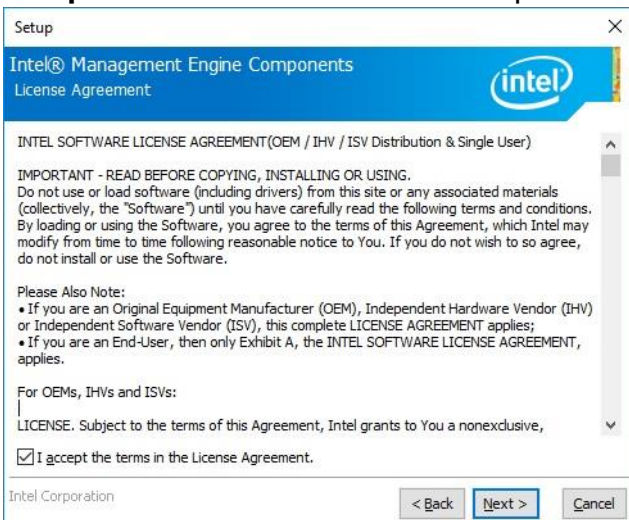 Setup
Intel® Management Engine Components
License Agreement
intel
INTEL SOFTWARE LICENSE AGREEMENT(OEM / IHV / ISV Distribution & Single User)
IMPORTANT - READ BEFORE COPYING, INSTALLING OR USING.
Do not use or load software (including drivers) from this site or any associated materials
(collectively, the "Software") until you have carefully read the following terms and conditions.
By loading or using the Software, you agree to the terms of this Agreement, which Intel may
modify from time to time following reasonable notice to You. If you do not wish to so agree,
do not install or use the Software.
Please Also Note:
• If you are an Original Equipment Manufacturer (OEM), Independent Hardware Vendor (IHV)
or Independent Software Vendor (ISV), this complete LICENSE AGREEMENT applies;
• If you are an End-User, then only Exhibit A, the INTEL SOFTWARE LICENSE AGREEMENT,
applies.
For OEMs, IHVs and ISVs:
LICENSE. Subject to the terms of this Agreement, Intel grants to You a nonexclusive,
I accept the terms in the License Agreement.
Intel Corporation
< Back Next > Cancel